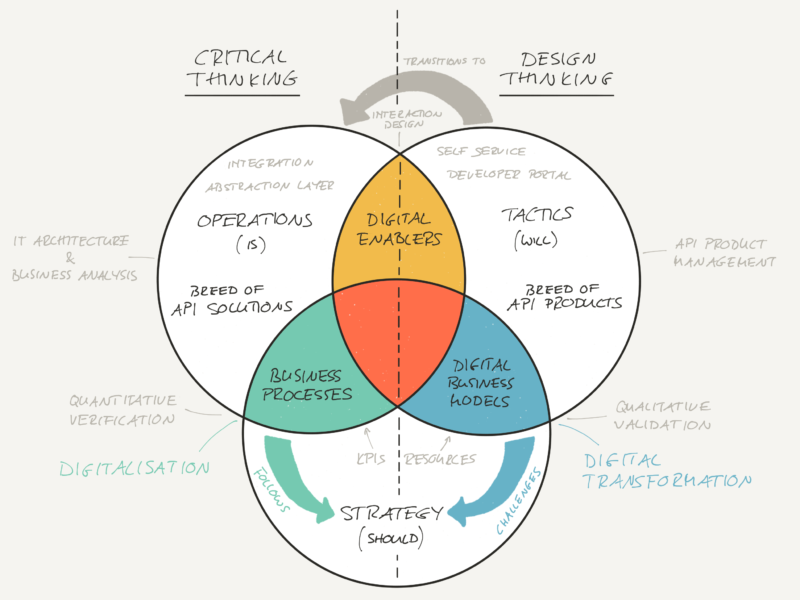 CRITICAL
THINKING
TRANSITIONS TO
DESIGN
THINKING
INTERACTION
DESIGN
INTEGRATION
ABSTRACTION LAYER
SELF SERVICE
DEVELOPER PORTAL
OPERATIONS
(IS)
DIGITAL
ENABLERS
TACTICS
(WILL)
IT ARCHITECTURE
&
BUSINESS ANALYSIS
API PRODUCT
MANAGEMENT
BREED OF
API SOLUTIONS
BREED OF
API PRODUCTS
BUSINESS
PROCESSES
DIGITAL
BUSINESS
MODELS
QUANTITATIVE
VERIFICATION
QUALITATIVE
VALIDATION
DIGITALISATION
KPIS
RESOURCES
DIGITAL
TRANSFORMATION
FOLLOWS
CHALLENGES
STRATEGY
(SHOULD)